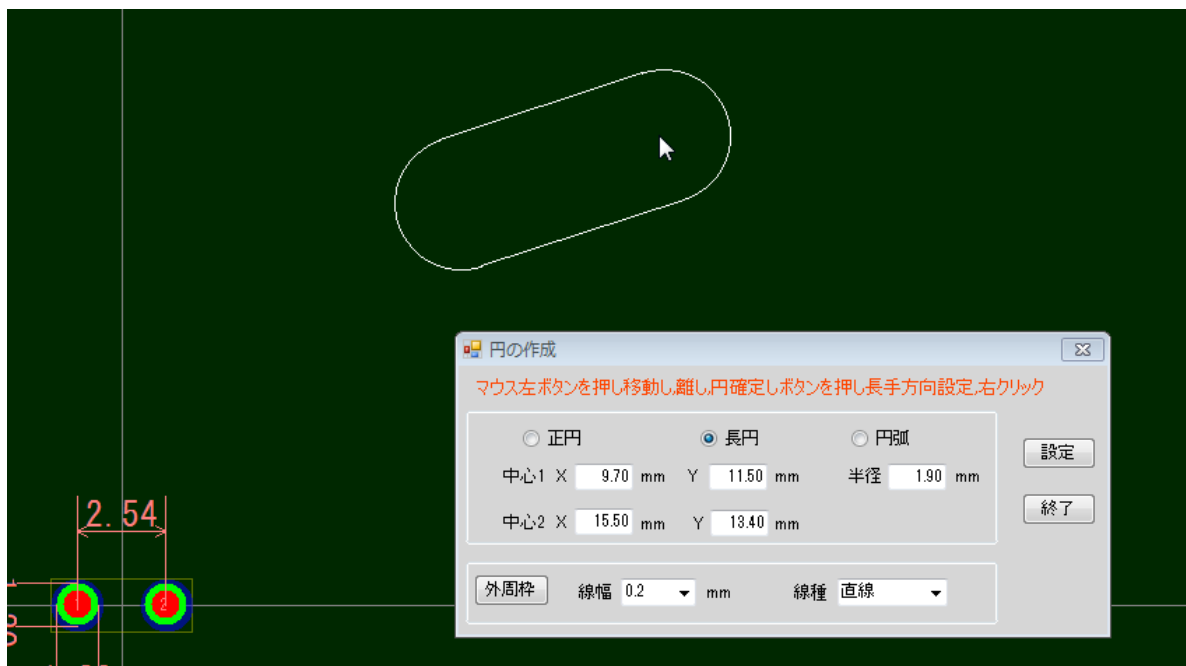 円の作成
マウス左ボタンを押し移動し,離し,円確定しボタンを押し長手方向設定,右クリック
正円 長円 円弧
設定
中心1 X 9.70 mm Y 11.50 mm 半径 1.90 mm
中心2 X 15.50 mm Y 13.40 mm
終了
2.54
外周枠 線幅 0.2 mm 線種 直線
1 2